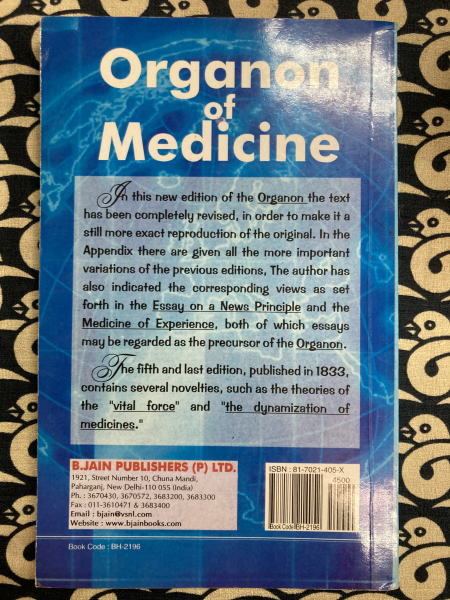 Organon
of
Medicine
In this new edition of the Organon the text
has been completely revised, in order to make it a
still more exact reproduction of the original. In the
Appendix there are given all the more important
variations of the previous editions, The author has
also indicated the corresponding views as set
forth in the Essay on a News Principle and the
Medicine of Experience, both of which essays
may be regarded as the precursor of the Organon.
The fifth and last edition, published in 1833,
contains several novelties, such as the theories of
the "vital force" and "the dynamization of
medicines."
B.JAIN PUBLISHERS (P) LTD.
1921, Street Number 10, Chuna Mandi,
Paharganj, New Delhi-110 055 (India)
Ph. : 3670430, 3670572, 3683200, 3683300
Fax : 011-3610471 & 3683400
Email : bjain@vsnl.com
Website : www.bjainbooks.com
ISBN : 81-7021-405-X
4500
Book Code BH-2196
Book Code : BH-2196